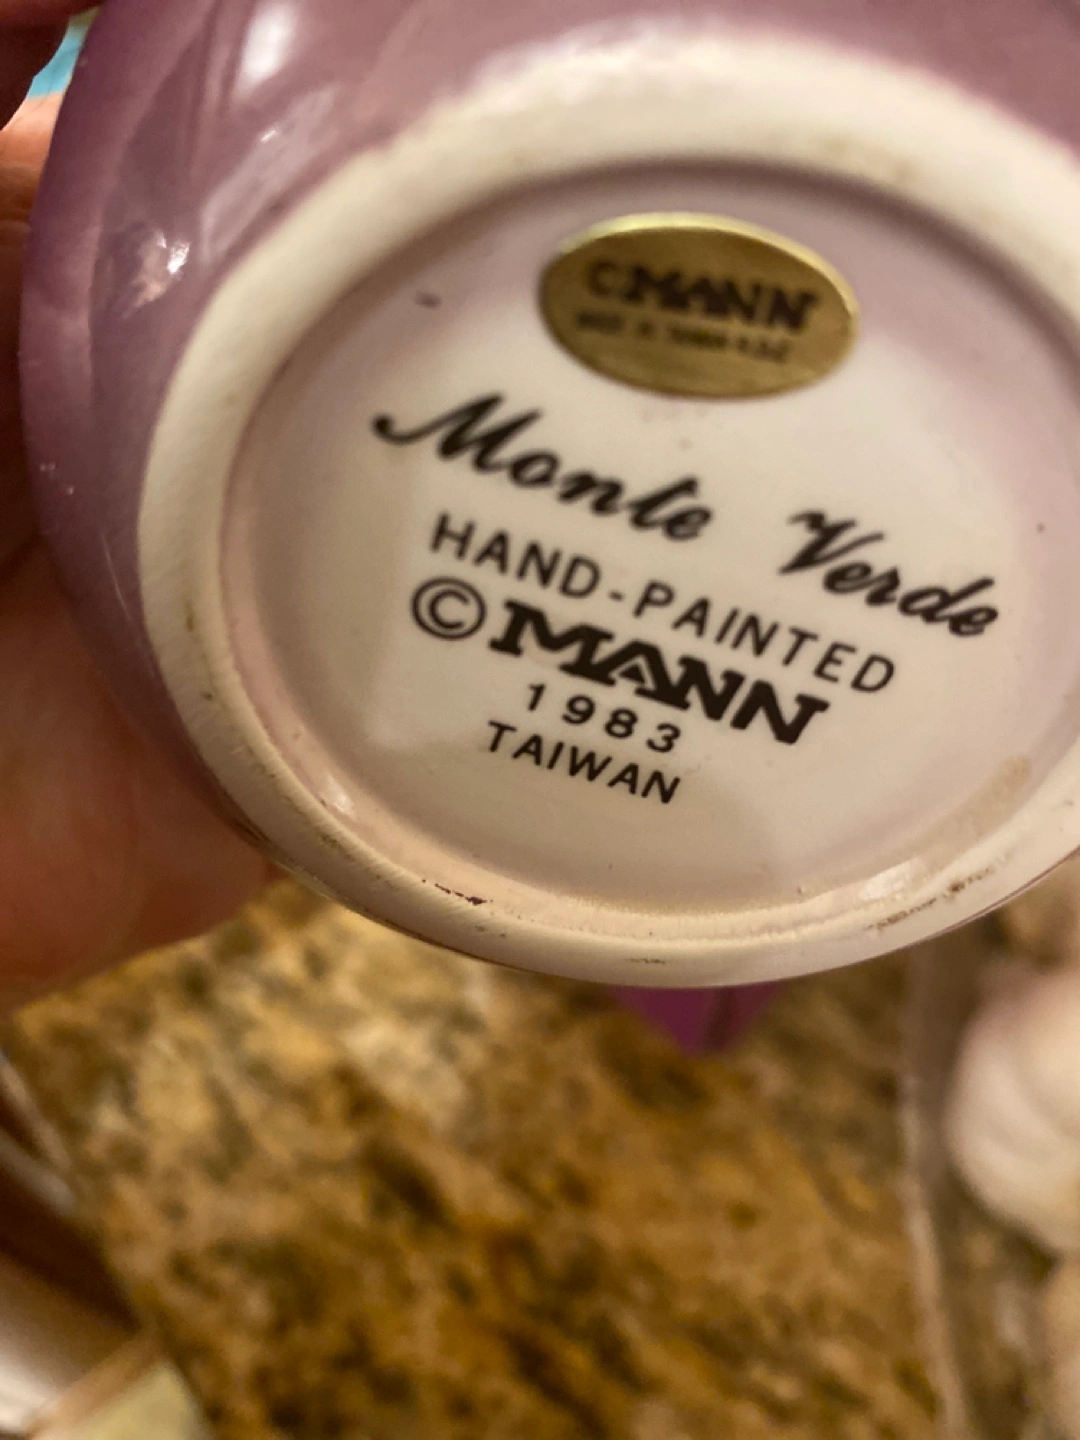 ©MANN
Monte Verde
HAND-PAINTED
©MANN
1983
TAIWAN